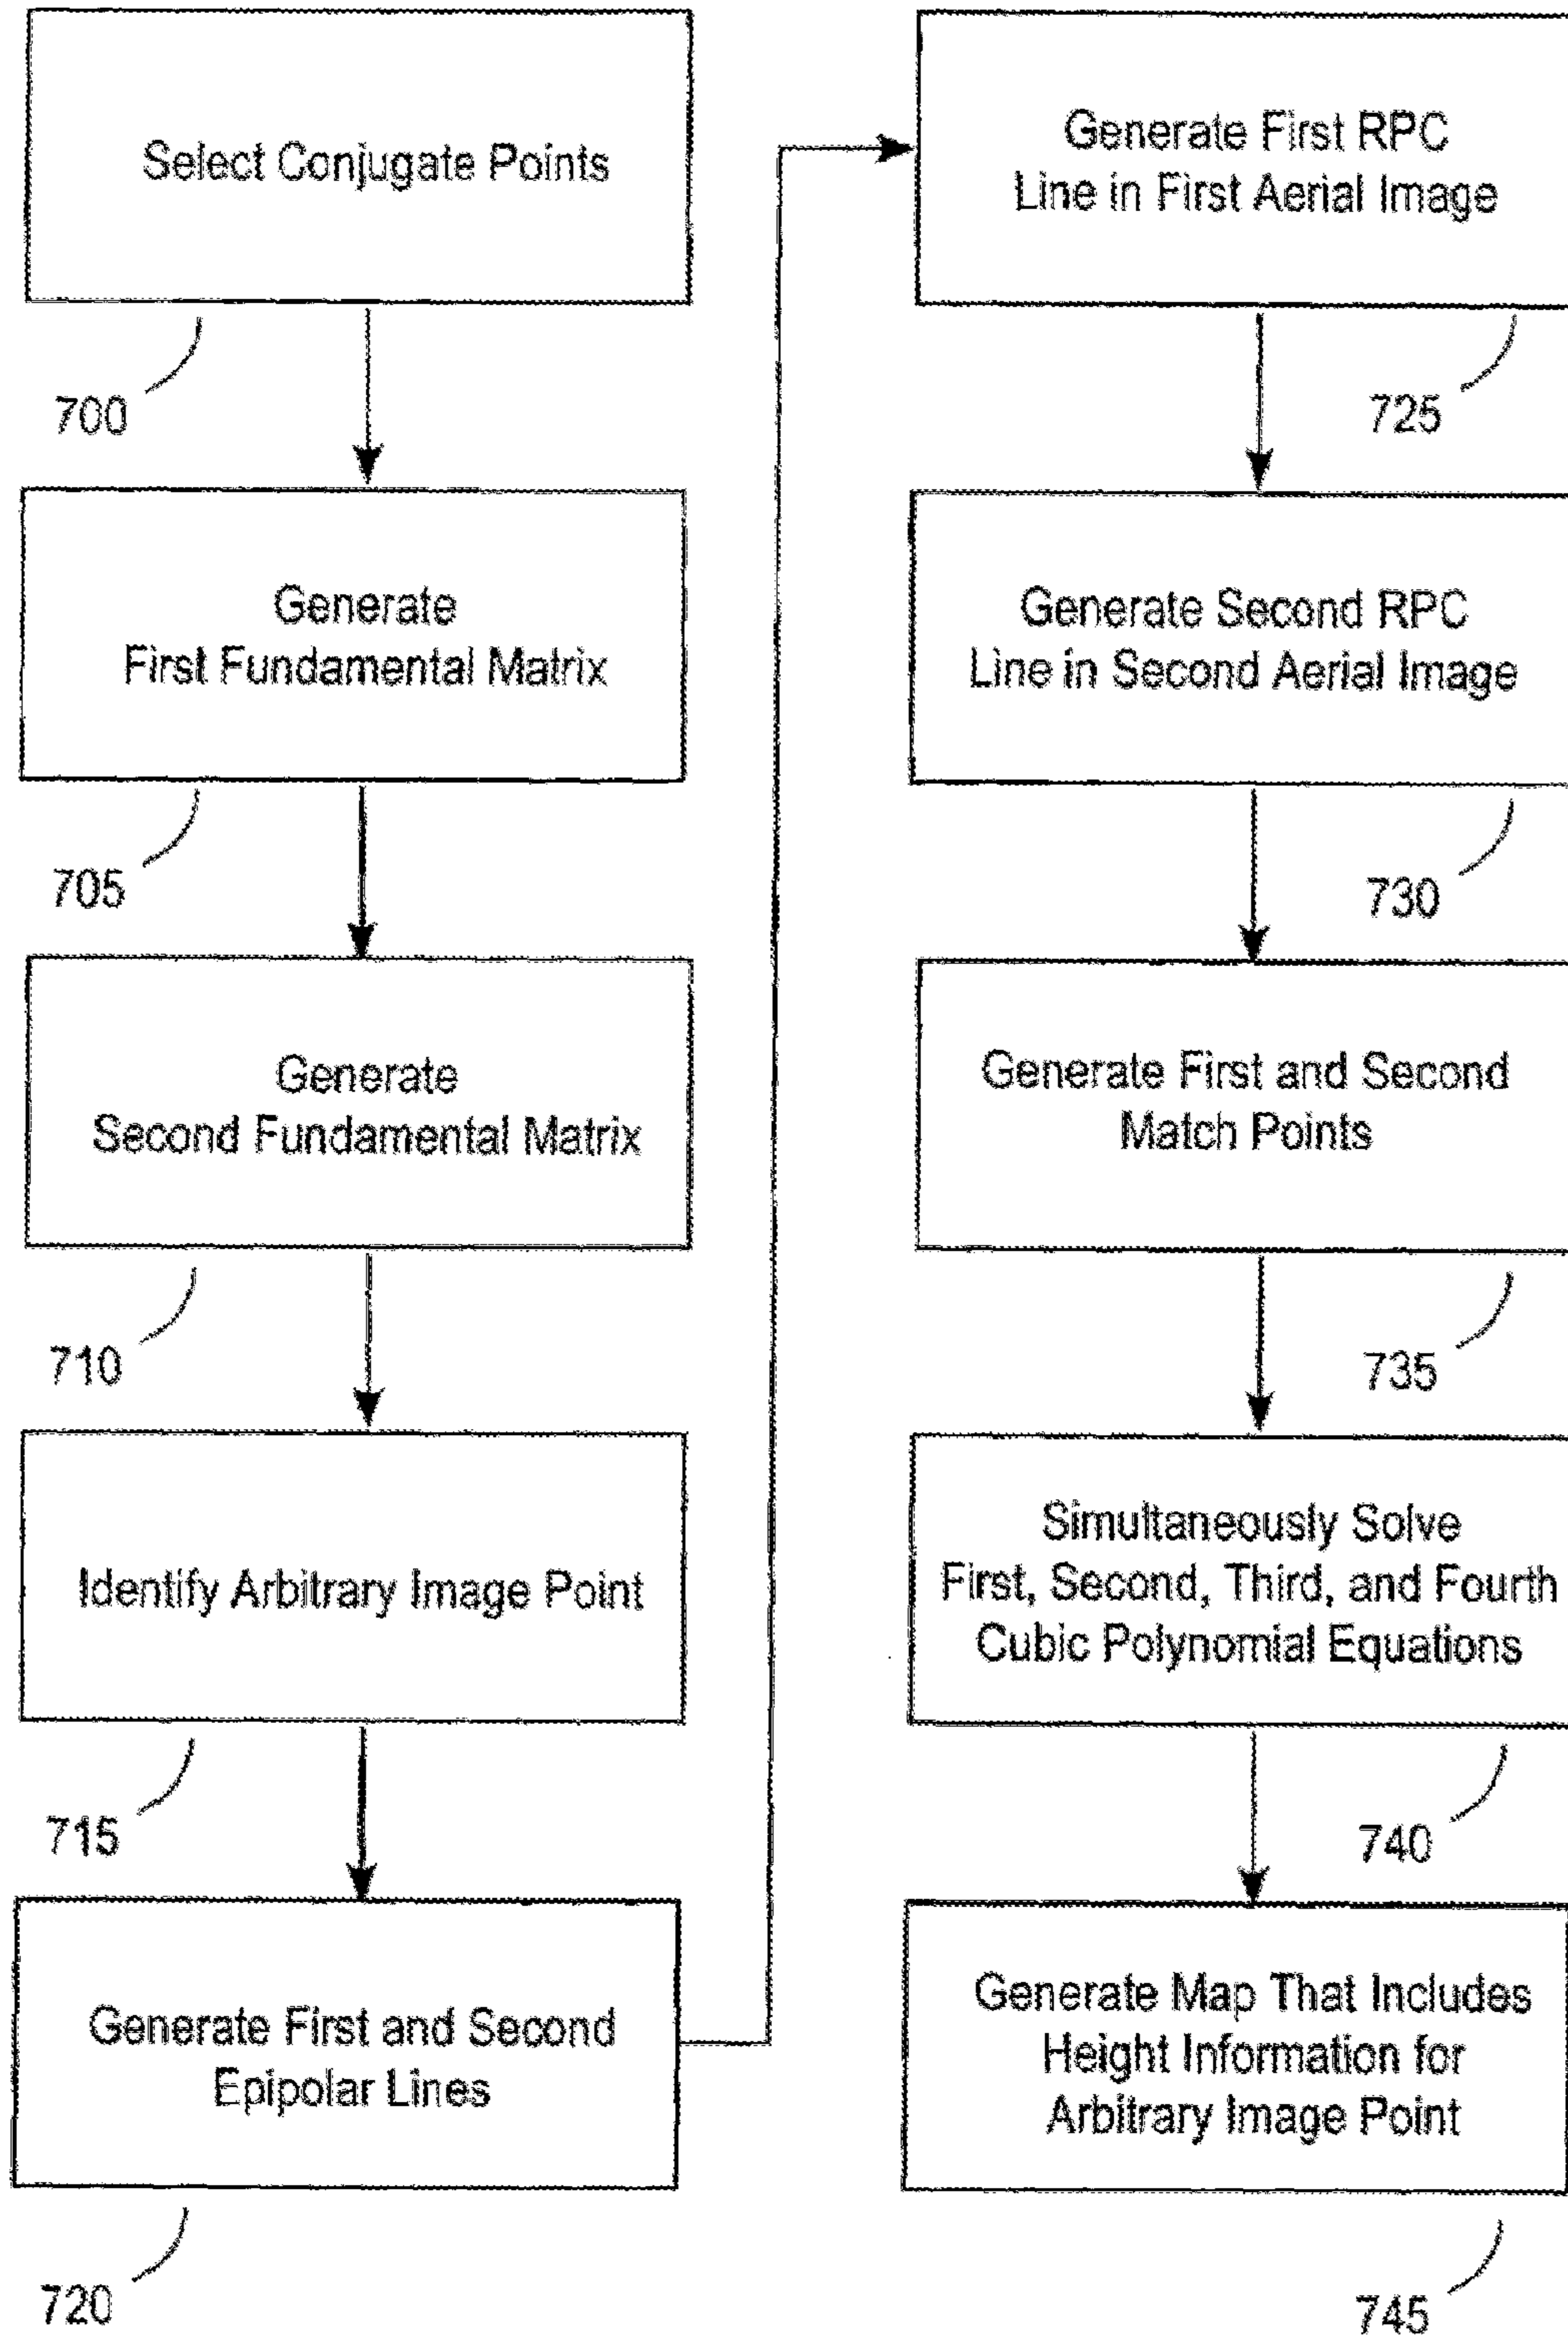 Select Conjugate Points
700
Generate
First Fundamental Matrix
705
Generate
Second Fundamental Matrix
710
Identify Arbitrary Image Point
715
Generate First and Second
Epipolar Lines
720
Generate First RPC
Line in First Aerial Image
725
Generate Second RPC
Line in Second Aerial Image
730
Generate First and Second
Match Points
735
Simultaneously Solve
First, Second, Third, and Fourth
Cubic Polynomial Equations
740
Generate Map That Includes
Height Information for
Arbitrary Image Point
745